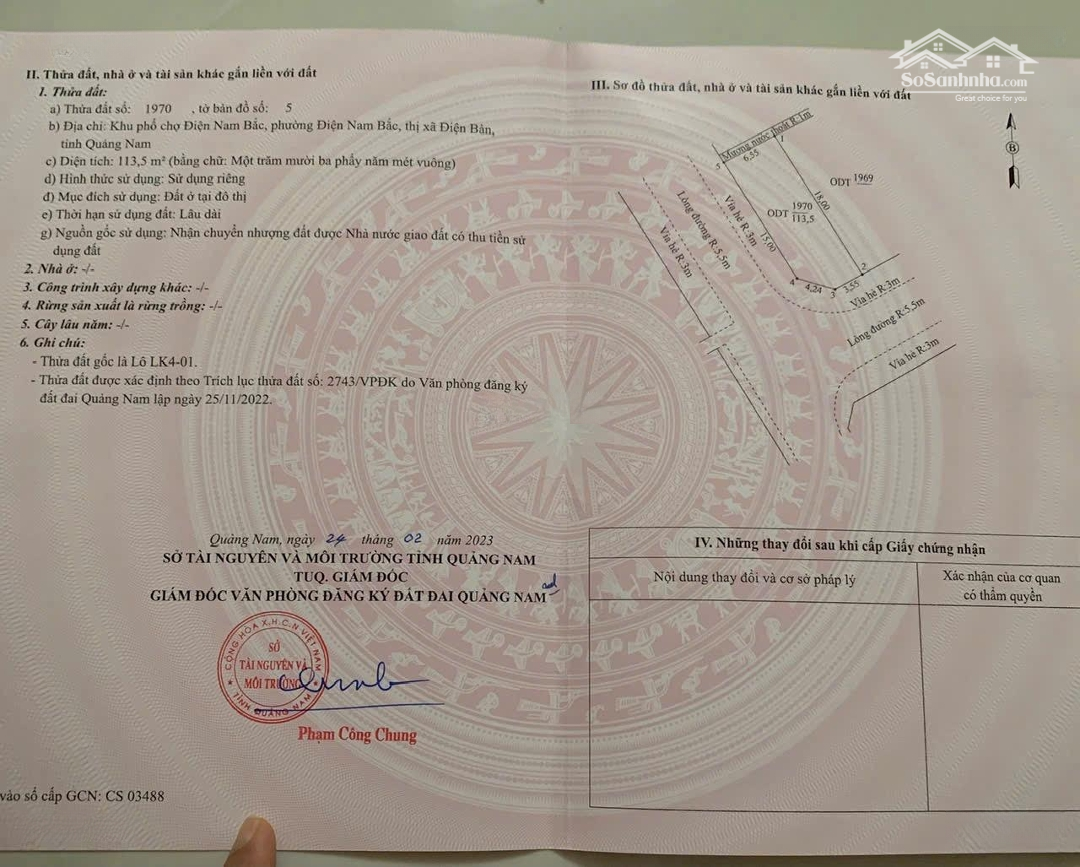 II. Thửa đất, nhà ở và tài sản khác gắn liền với đất
1. Thửa đất:
a) Thửa đất số: 1970 , tờ bản đồ số: 5
b) Địa chỉ: Khu phố chợ Điện Nam Bắc, phường Điện Nam Bắc, thị xã Điện Bàn,
tỉnh Quảng Nam
c) Diện tích: 113,5 m² (bằng chữ: Một trăm mười ba phẩy năm mét vuông)
d) Hình thức sử dụng: Sử dụng riêng
đ) Mục đích sử dụng: Đất ở tại đô thị
e) Thời hạn sử dụng đất: Lâu dài
g) Nguồn gốc sử dụng: Nhận chuyển nhượng đất được Nhà nước giao đất có thu tiền sử
dụng đất
2. Nhà ở: -/-
3. Công trình xây dựng khác: -/-
4. Rừng sản xuất là rừng trồng: -/-
5. Cây lâu năm: -/-
6. Ghi chú:
- Thửa đất gốc là Lô LK4-01.
- Thửa đất được xác định theo Trích lục thửa đất số: 2743/VPĐK do Văn phòng đăng ký
đất đai Quảng Nam lập ngày 25/11/2022.
Quảng Nam, ngày 24 tháng 02 năm 2023
SỞ TÀI NGUYÊN VÀ MÔI TRƯỜNG TỈNH QUẢNG NAM
TUQ. GIÁM ĐỐC
GIÁM ĐỐC VĂN PHÒNG ĐĂNG KÝ ĐẤT ĐAI QUẢNG NAM
CỘNG HÒA X.H.C.N VIỆT NAM
SỞ
TÀI NGUYÊN VÀ
MÔI TRƯỜNG
TỈNH QUẢNG NAM
Phạm Công Chung
vào sổ cấp GCN: CS 03488
SoSanhnha.com
Great choice for you
III. Sơ đồ thửa đất, nhà ở và tài sản khác gắn liền với đất
Mương nước thoát R:1m
5
6,55
1
B
ODT 1969
18,00
ODT 1970
113,5
15,00
Vỉa hè R:3m
Lòng đường R:5,5m
Vỉa hè R:3m
2
4
4,24
3
3,55
Vỉa hè R:3m
Lòng đường R:5,5m
Vỉa hè R:3m
IV. Những thay đổi sau khi cấp Giấy chứng nhận
Nội dung thay đổi và cơ sở pháp lý
Xác nhận của cơ quan
có thẩm quyền